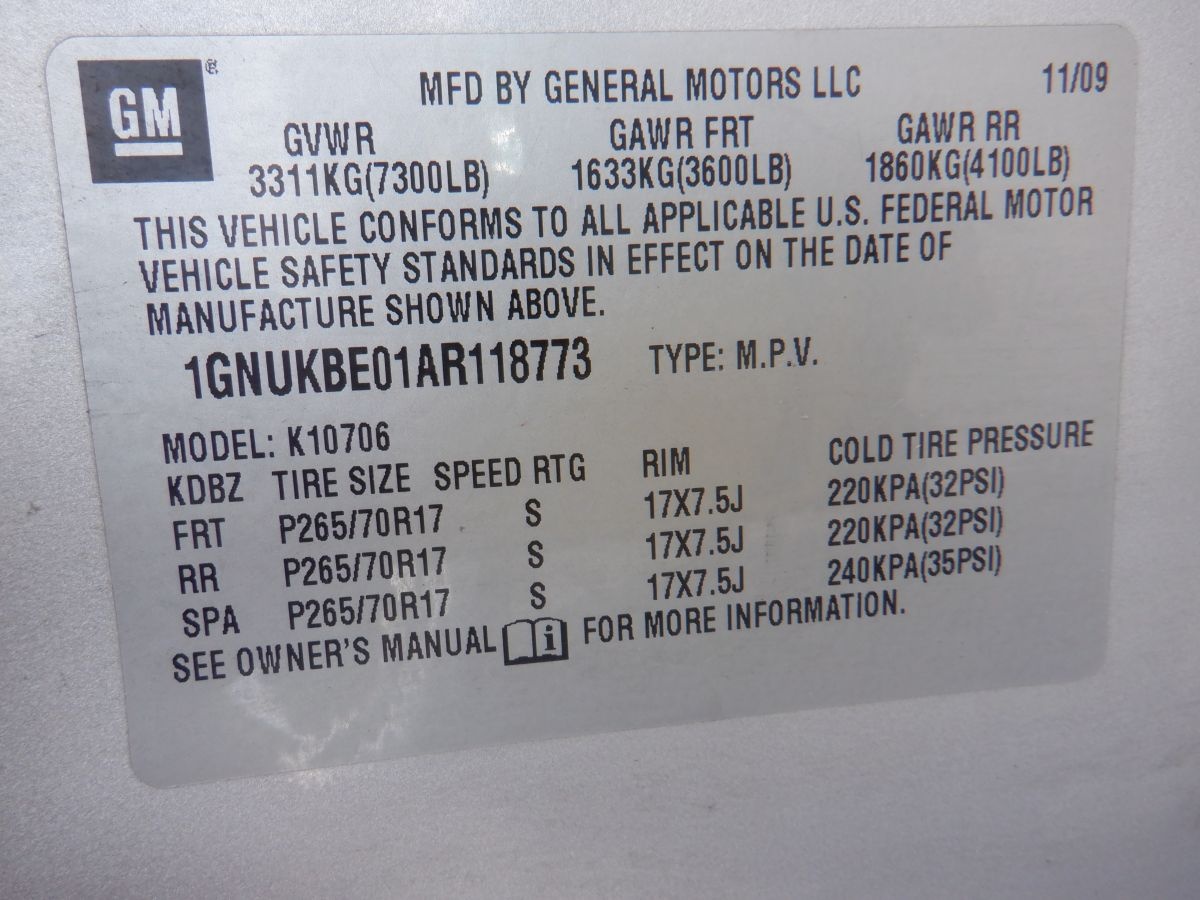 GM
MFD BY GENERAL MOTORS LLC 11/09
GVWR GAWR FRT GAWR RR
3311KG(7300LB) 1633KG(3600LB) 1860KG(4100LB)
THIS VEHICLE CONFORMS TO ALL APPLICABLE U.S. FEDERAL MOTOR
VEHICLE SAFETY STANDARDS IN EFFECT ON THE DATE OF
MANUFACTURE SHOWN ABOVE.
1GNUKBE01AR118773 TYPE: M.P.V.
MODEL: K10706
KDBZ TIRE SIZE SPEED RTG RIM COLD TIRE PRESSURE
FRT P265/70R17 S 17X7.5J 220KPA(32PSI)
RR P265/70R17 S 17X7.5J 220KPA(32PSI)
SPA P265/70R17 S 17X7.5J 240KPA(35PSI)
SEE OWNER'S MANUAL i FOR MORE INFORMATION.